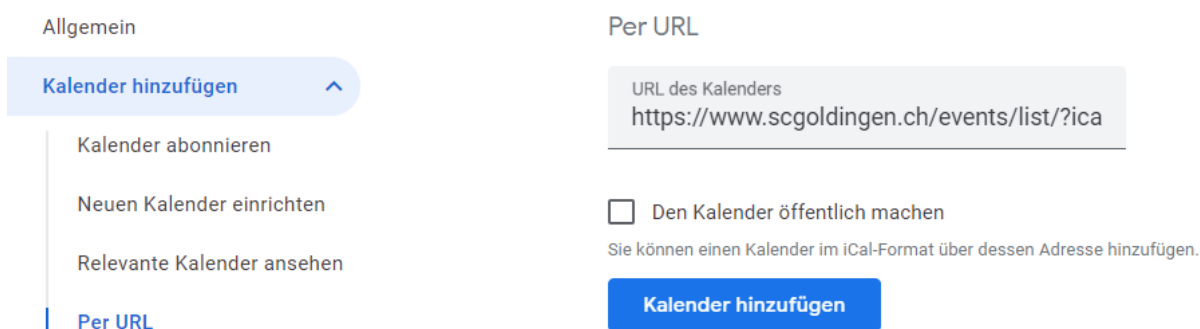 Allgemein
Kalender hinzufügen
Kalender abonnieren
Neuen Kalender einrichten
Relevante Kalender ansehen
Per URL
Per URL
URL des Kalenders
https://www.scgoldingen.ch/events/list/?ica
Den Kalender öffentlich machen
Sie können einen Kalender im iCal-Format über dessen Adresse hinzufügen.
Kalender hinzufügen